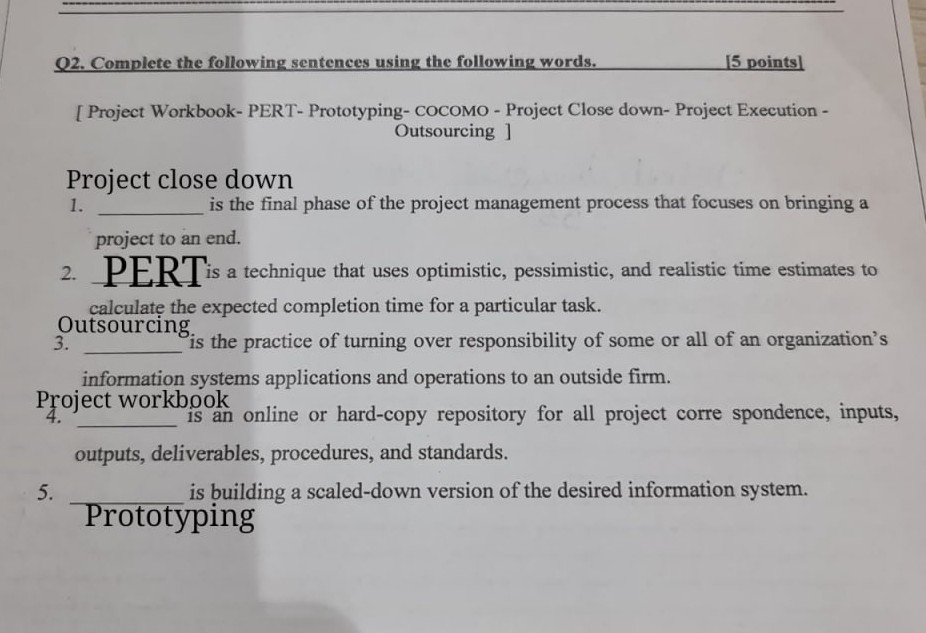 Q2. Complete the following sentences using the following words. [5 points]
[ Project Workbook- PERT- Prototyping- COCOMO - Project Close down- Project Execution -
Outsourcing ]
Project close down
1. __________ is the final phase of the project management process that focuses on bringing a
project to an end.
2. PERT is a technique that uses optimistic, pessimistic, and realistic time estimates to
calculate the expected completion time for a particular task.
Outsourcing
3. __________ is the practice of turning over responsibility of some or all of an organization's
information systems applications and operations to an outside firm.
Project workbook
4. __________ is an online or hard-copy repository for all project corre spondence, inputs,
outputs, deliverables, procedures, and standards.
5. __________ is building a scaled-down version of the desired information system.
Prototyping